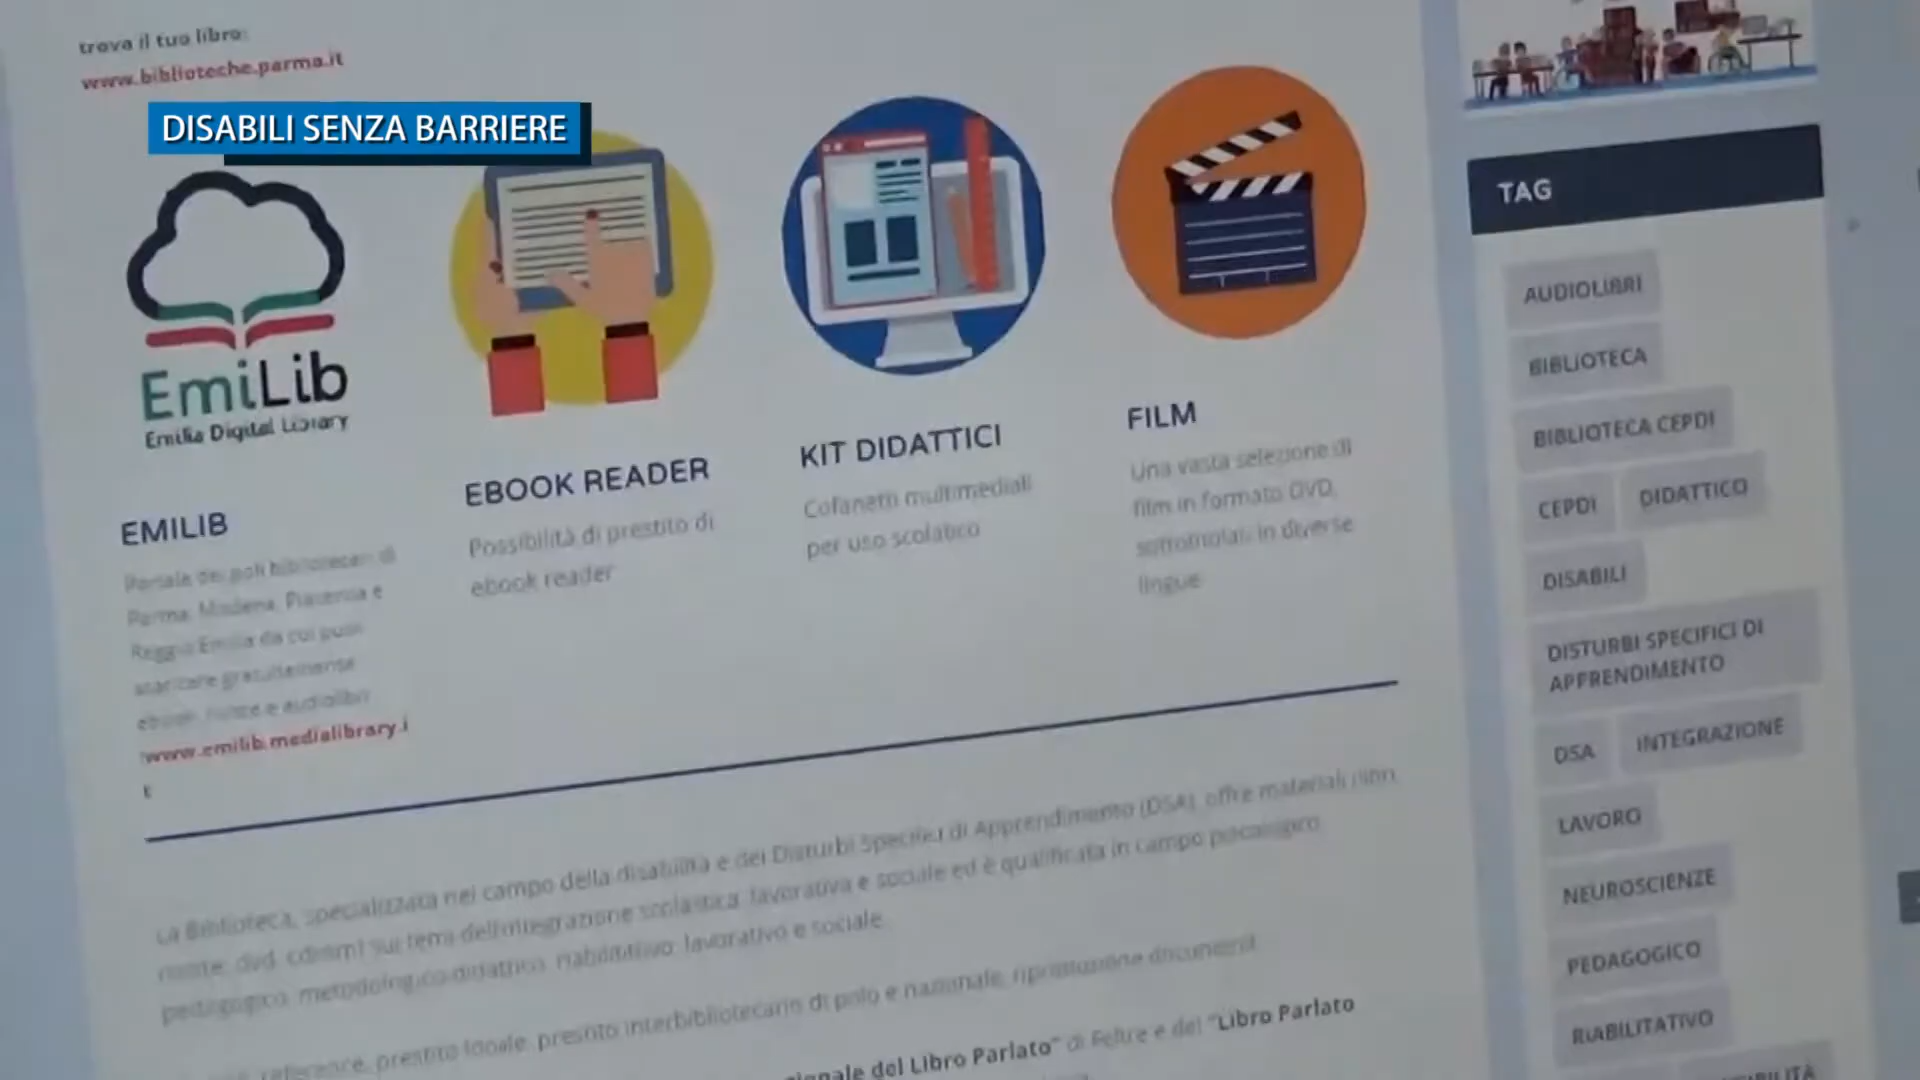 trova il tuo libro:
www.biblioteche.parma.it
DISABILI SENZA BARRIERE
EmiLib
Emilia Digital Library
EMILIB
Portale dei poli bibliotecari di
Parma, Modena, Piacenza e
Reggio Emilia da cui puoi
scaricare gratuitamente
ebook, riviste e audiolibri
www.emilib.medialibrary.i
t
EBOOK READER
Possibilità di prestito di
ebook reader
KIT DIDATTICI
Cofanetti multimediali
per uso scolatico
FILM
Una vasta selezione di
film in formato DVD,
sottotitolati in diverse
lingue
La Biblioteca, specializzata nel campo della disabilità e dei Disturbi Specifici di Apprendimento (DSA), offre materiali (libri,
riviste, dvd, cdrom) sui temi dell'integrazione scolastica, lavorativa e sociale ed è qualificata in campo psicologico,
pedagogico, metodologico-didattico, riabilitativo, lavorativo e sociale.
reference, prestito locale, prestito interbibliotecario di polo e nazionale, riproduzione documenti
del Libro Parlato" di Feltre e del "Libro Parlato
TAG
AUDIOLIBRI
BIBLIOTECA
BIBLIOTECA CEPDI
CEPDI DIDATTICO
DISABILI
DISTURBI SPECIFICI DI
APPRENDIMENTO
DSA INTEGRAZIONE
LAVORO
NEUROSCIENZE
PEDAGOGICO
RIABILITATIVO